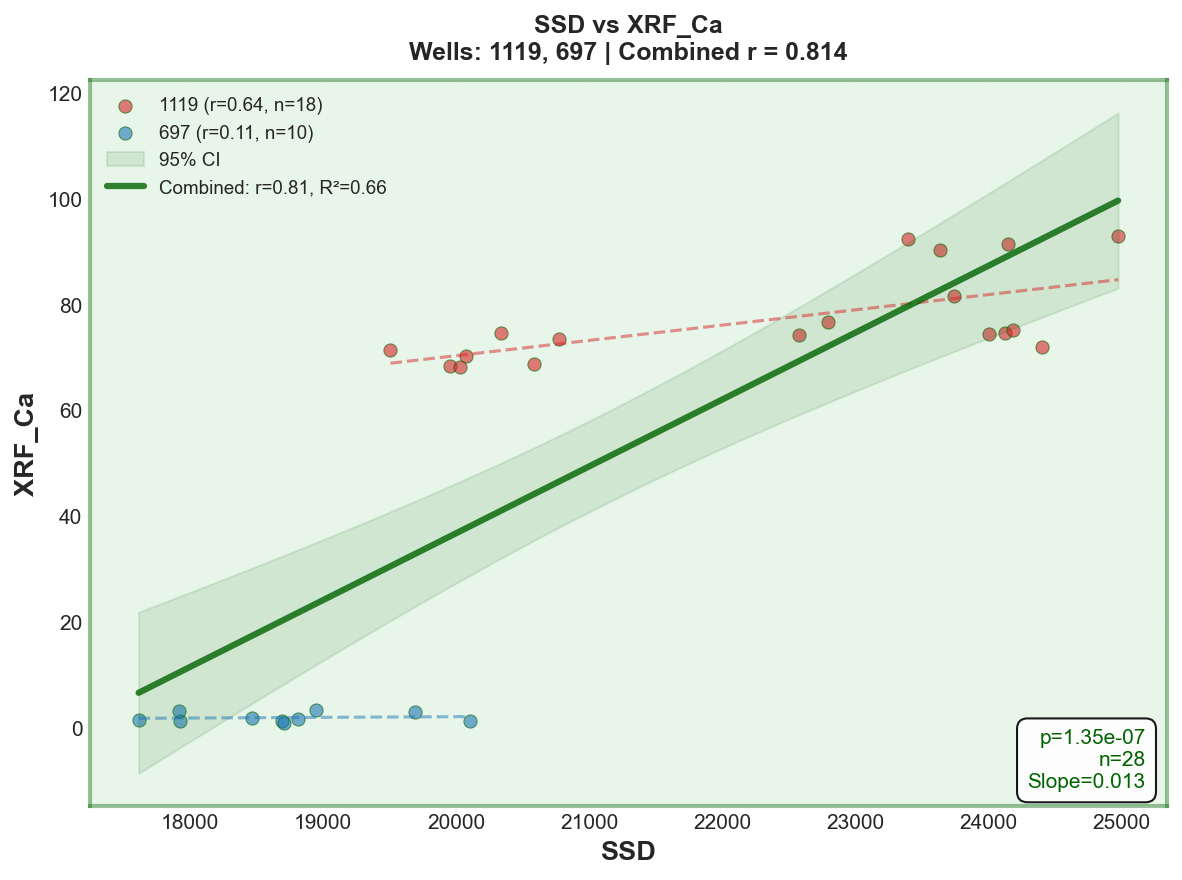 SSD vs XRF_Ca
Wells: 1119, 697 | Combined r = 0.814
1119 (r=0.64, n=18)
697 (r=0.11, n=10)
95% CI
Combined: r=0.81, R²=0.66
XRF_Ca
120
100
80
60
40
20
0
p=1.35e-07
n=28
Slope=0.013
18000 19000 20000 21000 22000 23000 24000 25000
SSD